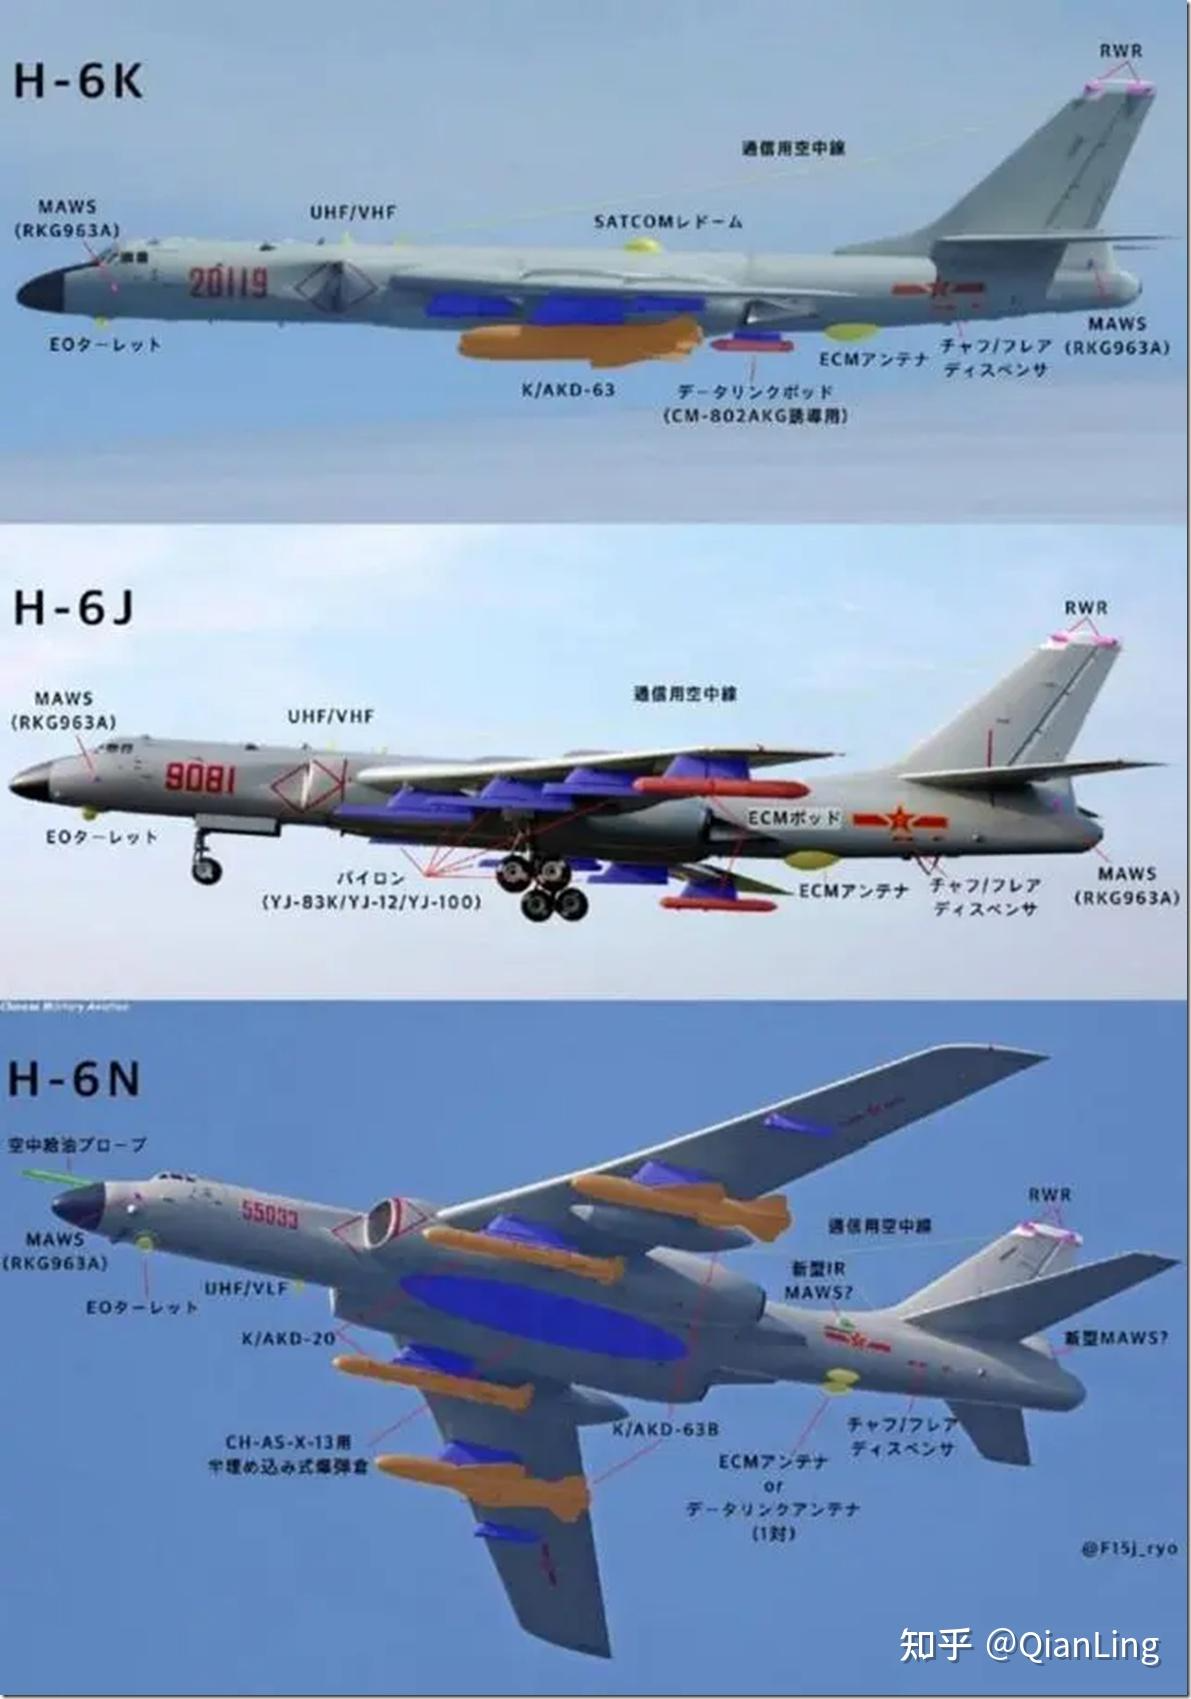 H-6K
RWR
通信用空中線
MAWS
(RKG963A)
UHF/VHF
SATCOMレドーム
20119
EOターレット
K/AKD-63
データリンクポッド
(CM-802AKG誘導用)
ECMアンテナ
チャフ/フレア
ディスペンサ
MAWS
(RKG963A)
H-6J
RWR
通信用空中線
MAWS
(RKG963A)
UHF/VHF
9081
EOターレット
パイロン
(YJ-83K/YJ-12/YJ-100)
ECMポッド
ECMアンテナ
チャフ/フレア
ディスペンサ
MAWS
(RKG963A)
Chinese Military Aviation
H-6N
空中給油プローブ
55033
MAWS
(RKG963A)
EOターレット
UHF/VLF
K/AKD-20
CH-AS-X-13用
半埋め込み式爆弾倉
K/AKD-63B
RWR
通信用空中線
新型IR
MAWS?
新型MAWS?
チャフ/フレア
ディスペンサ
ECMアンテナ
or
データリンクアンテナ
(1対)
@F15j_ryo
知乎 @QianLing